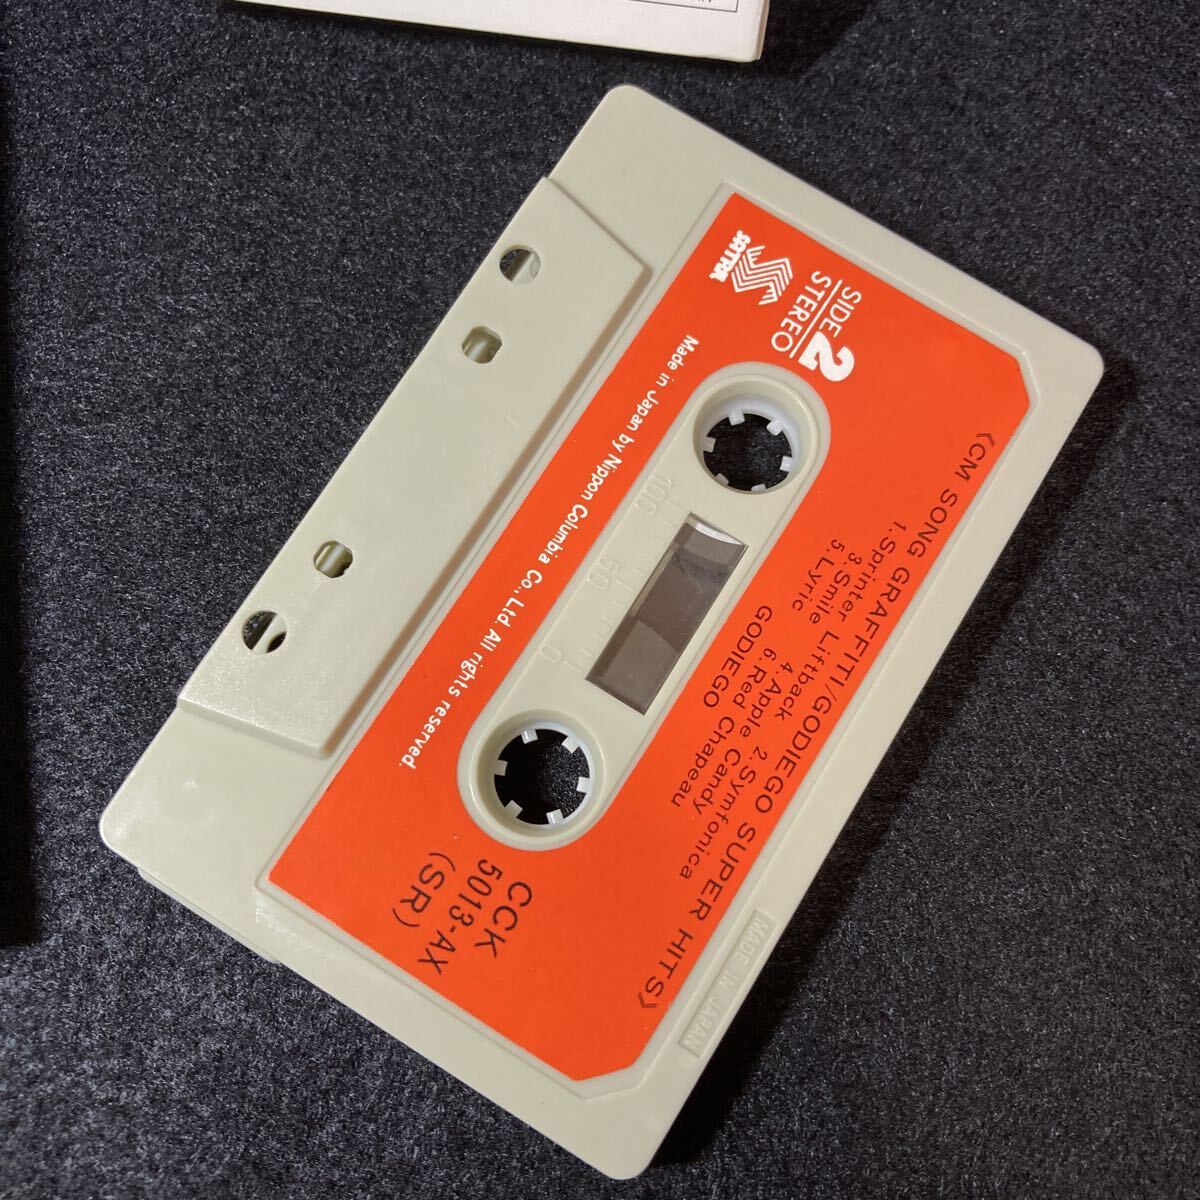 《CM SONG GRAFFITI/GODIEGO SUPER HITS》
1.Sprinter Liftback 2.Symfonica
3.Smile 4.Apple Candy
5.Lyric 6.Red Chapeau
GODIEGO
SIDE 2
STEREO
SATRIL
CCK
5013-AX
(SR)
100 50 0
Made in Japan by Nippon Columbia Co., Ltd. All rights reserved.
MADE IN JAPAN